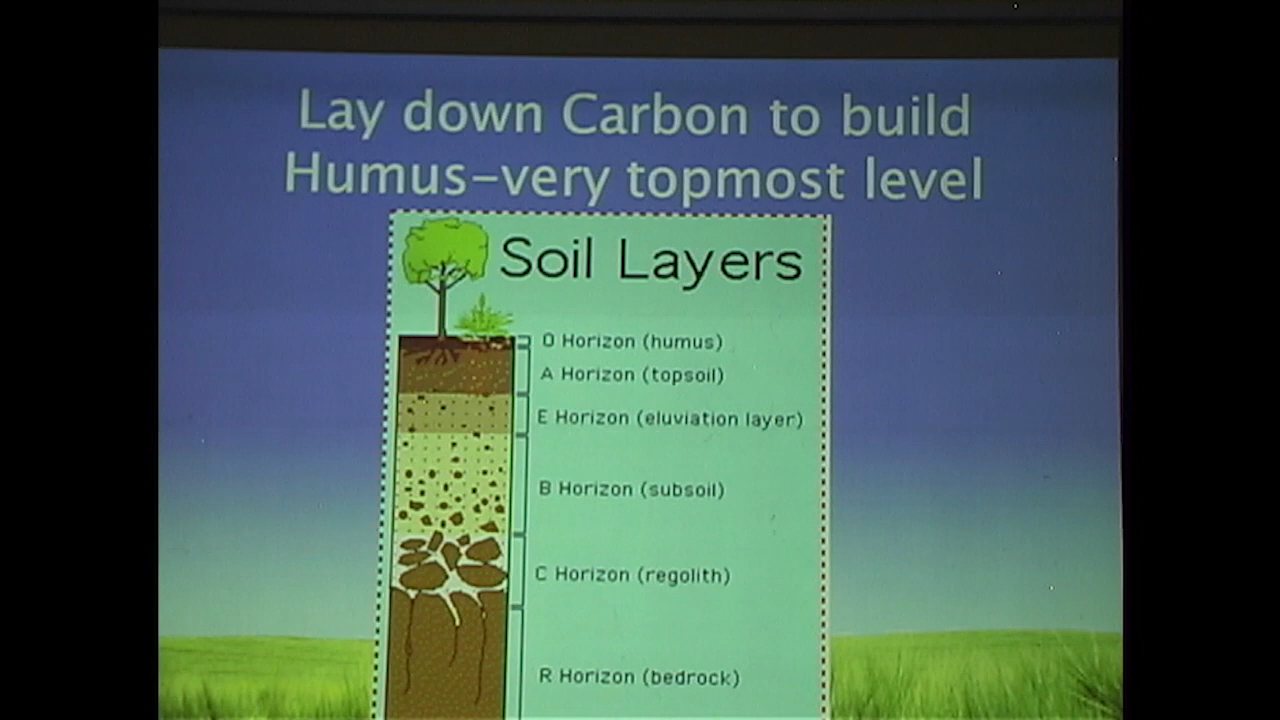 Lay down Carbon to build
Humus-very topmost level
Soil Layers
O Horizon (humus)
A Horizon (topsoil)
E Horizon (eluviation layer)
B Horizon (subsoil)
C Horizon (regolith)
R Horizon (bedrock)